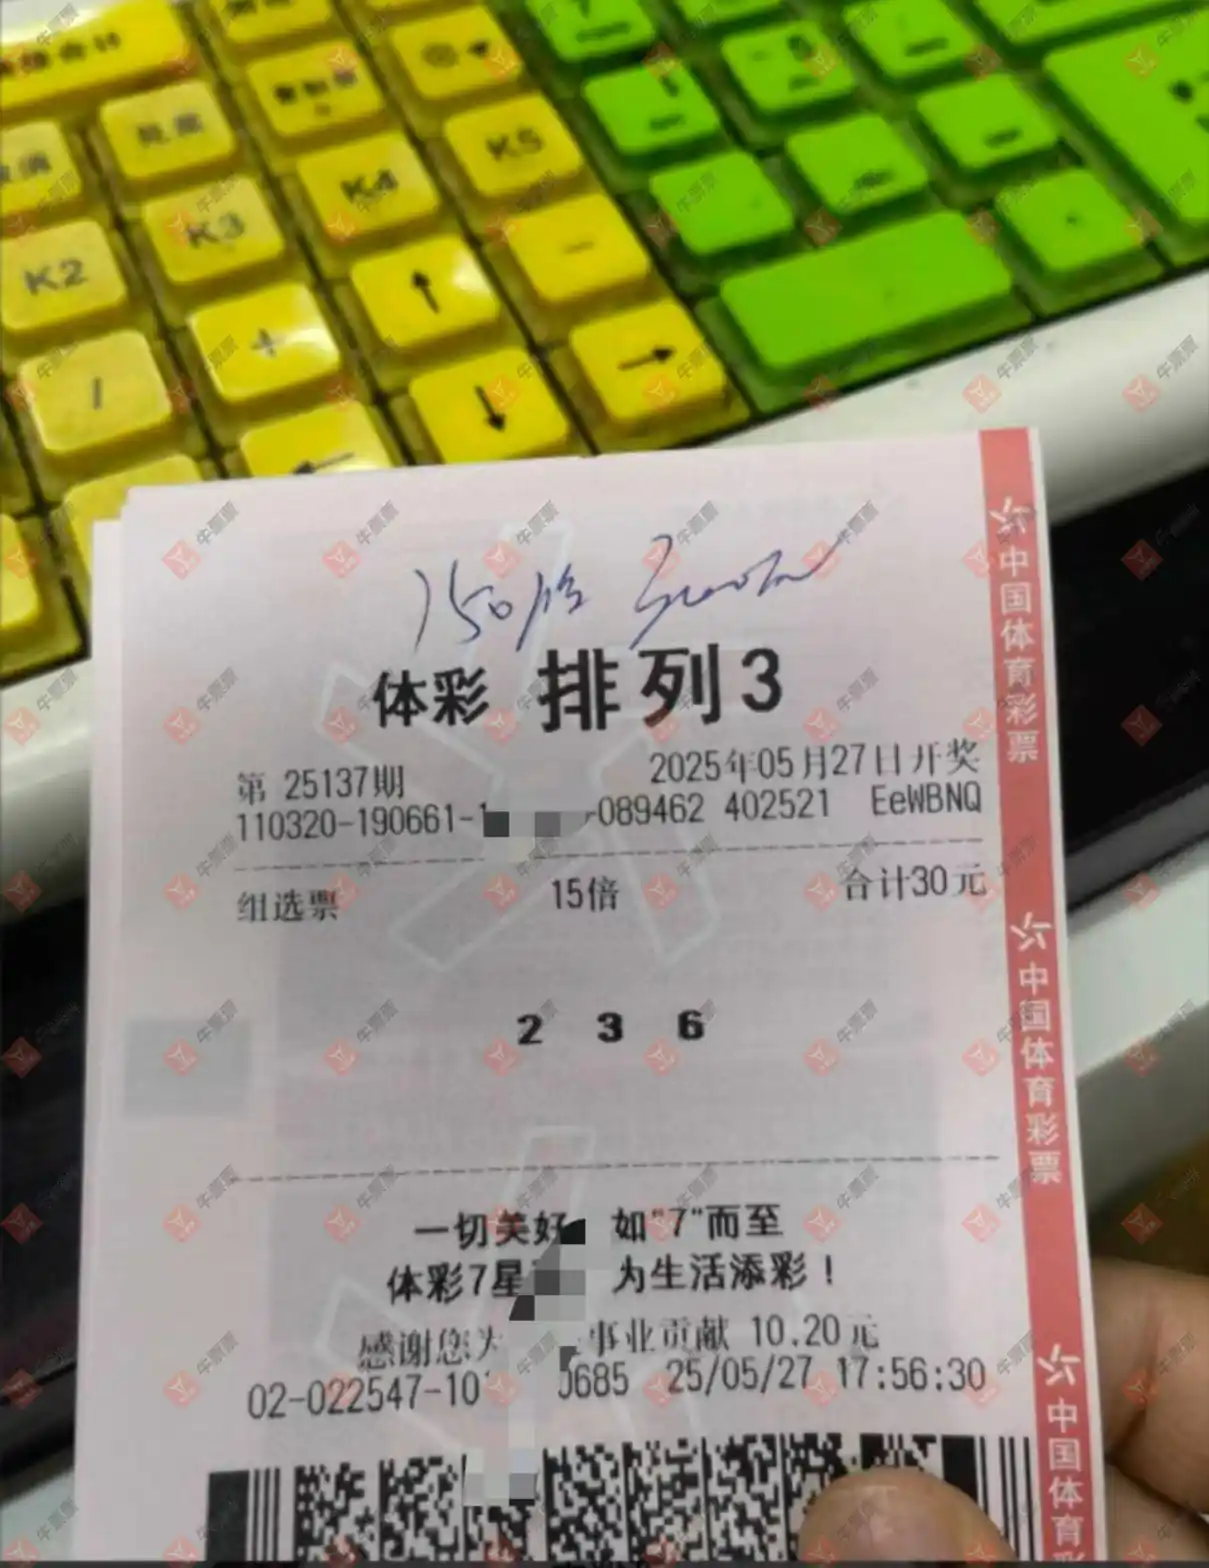 K5
K4
K3
K2
-
+
/
↑
↓
→
←
150倍
体彩 排列3
第 25137期 2025年05月27日开奖
110320-190661-1 -089462 402521 EeWBNQ
组选票 15倍 合计30元
2 3 6
一切美好 如"7"而至
体彩7星 为生活添彩!
感谢您为 事业贡献 10.20元
02-022547-10 0685 25/05/27 17:56:30
中国体育彩票
中国体育彩票
中国体育彩
牛票票